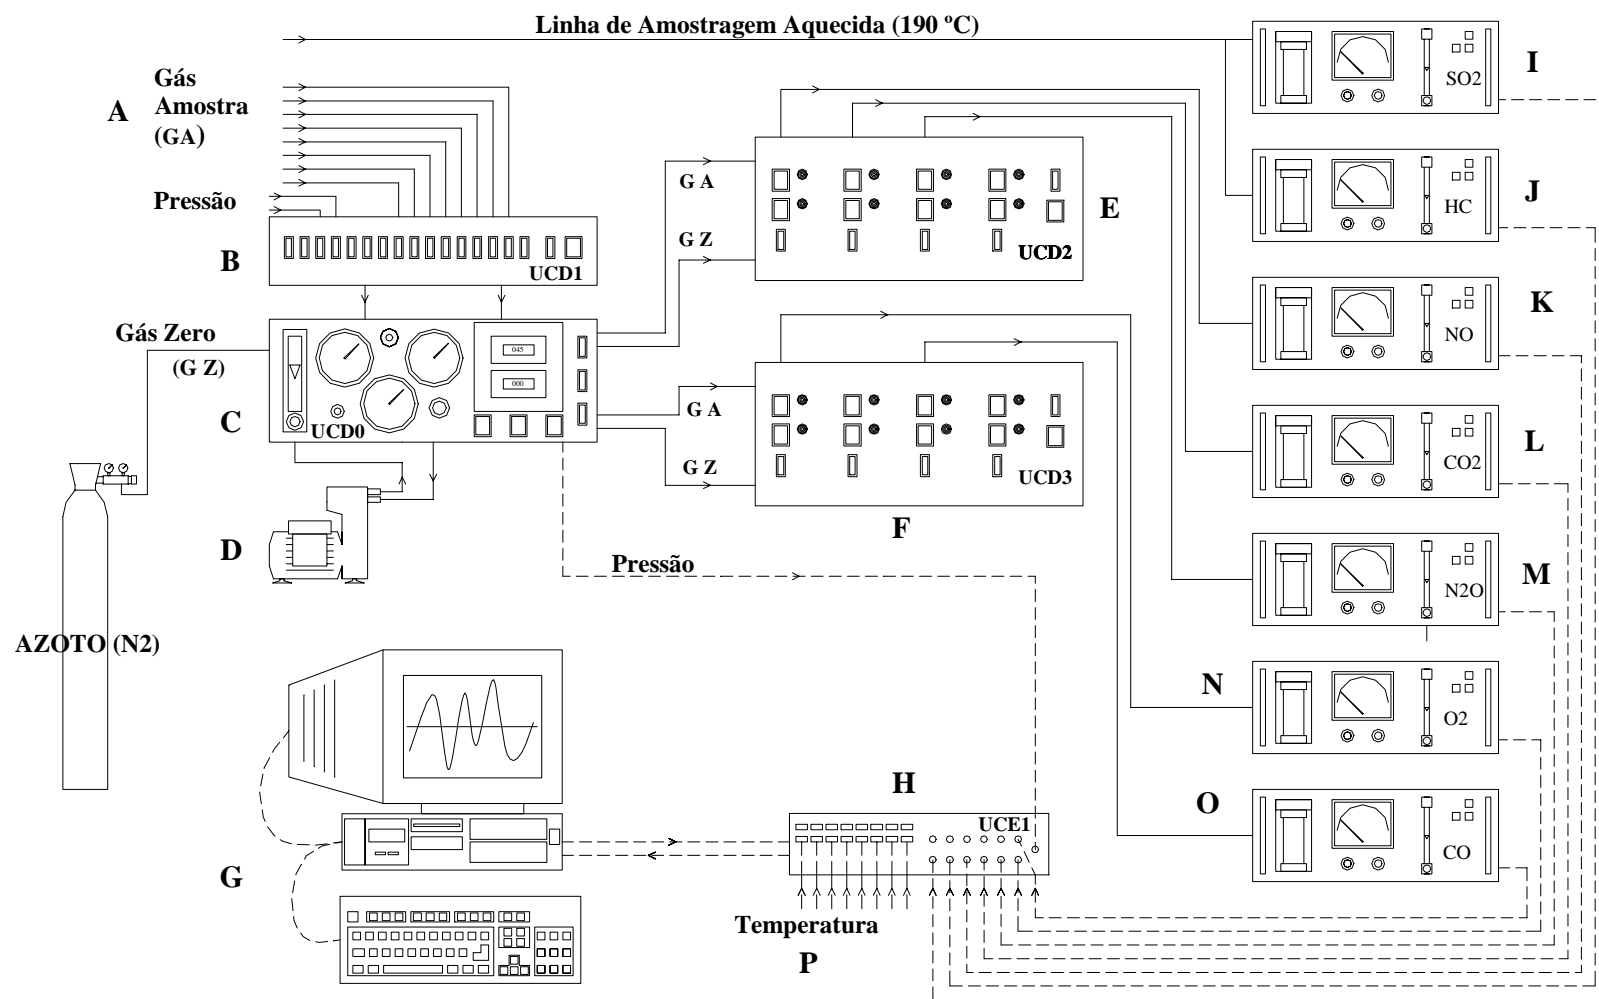 Linha de Amostragem Aquecida (190 ºC)
I
SO2
Gás
Amostra
(GA)
A
J
HC
Pressão
G A
E
B
UCD1
G Z
UCD2
K
NO
Gás Zero
(G Z)
045
000
C
UCD0
G A
L
CO2
G Z
UCD3
F
D
Pressão
M
N2O
AZOTO (N2)
N
O2
H
O
UCE1
CO
G
Temperatura
P